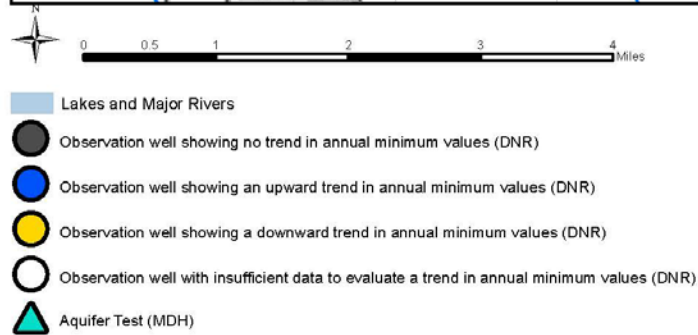 N
0 0.5 1 2 3 4
Miles
Lakes and Major Rivers
Observation well showing no trend in annual minimum values (DNR)
Observation well showing an upward trend in annual minimum values (DNR)
Observation well showing a downward trend in annual minimum values (DNR)
Observation well with insufficient data to evaluate a trend in annual minimum values (DNR)
Aquifer Test (MDH)